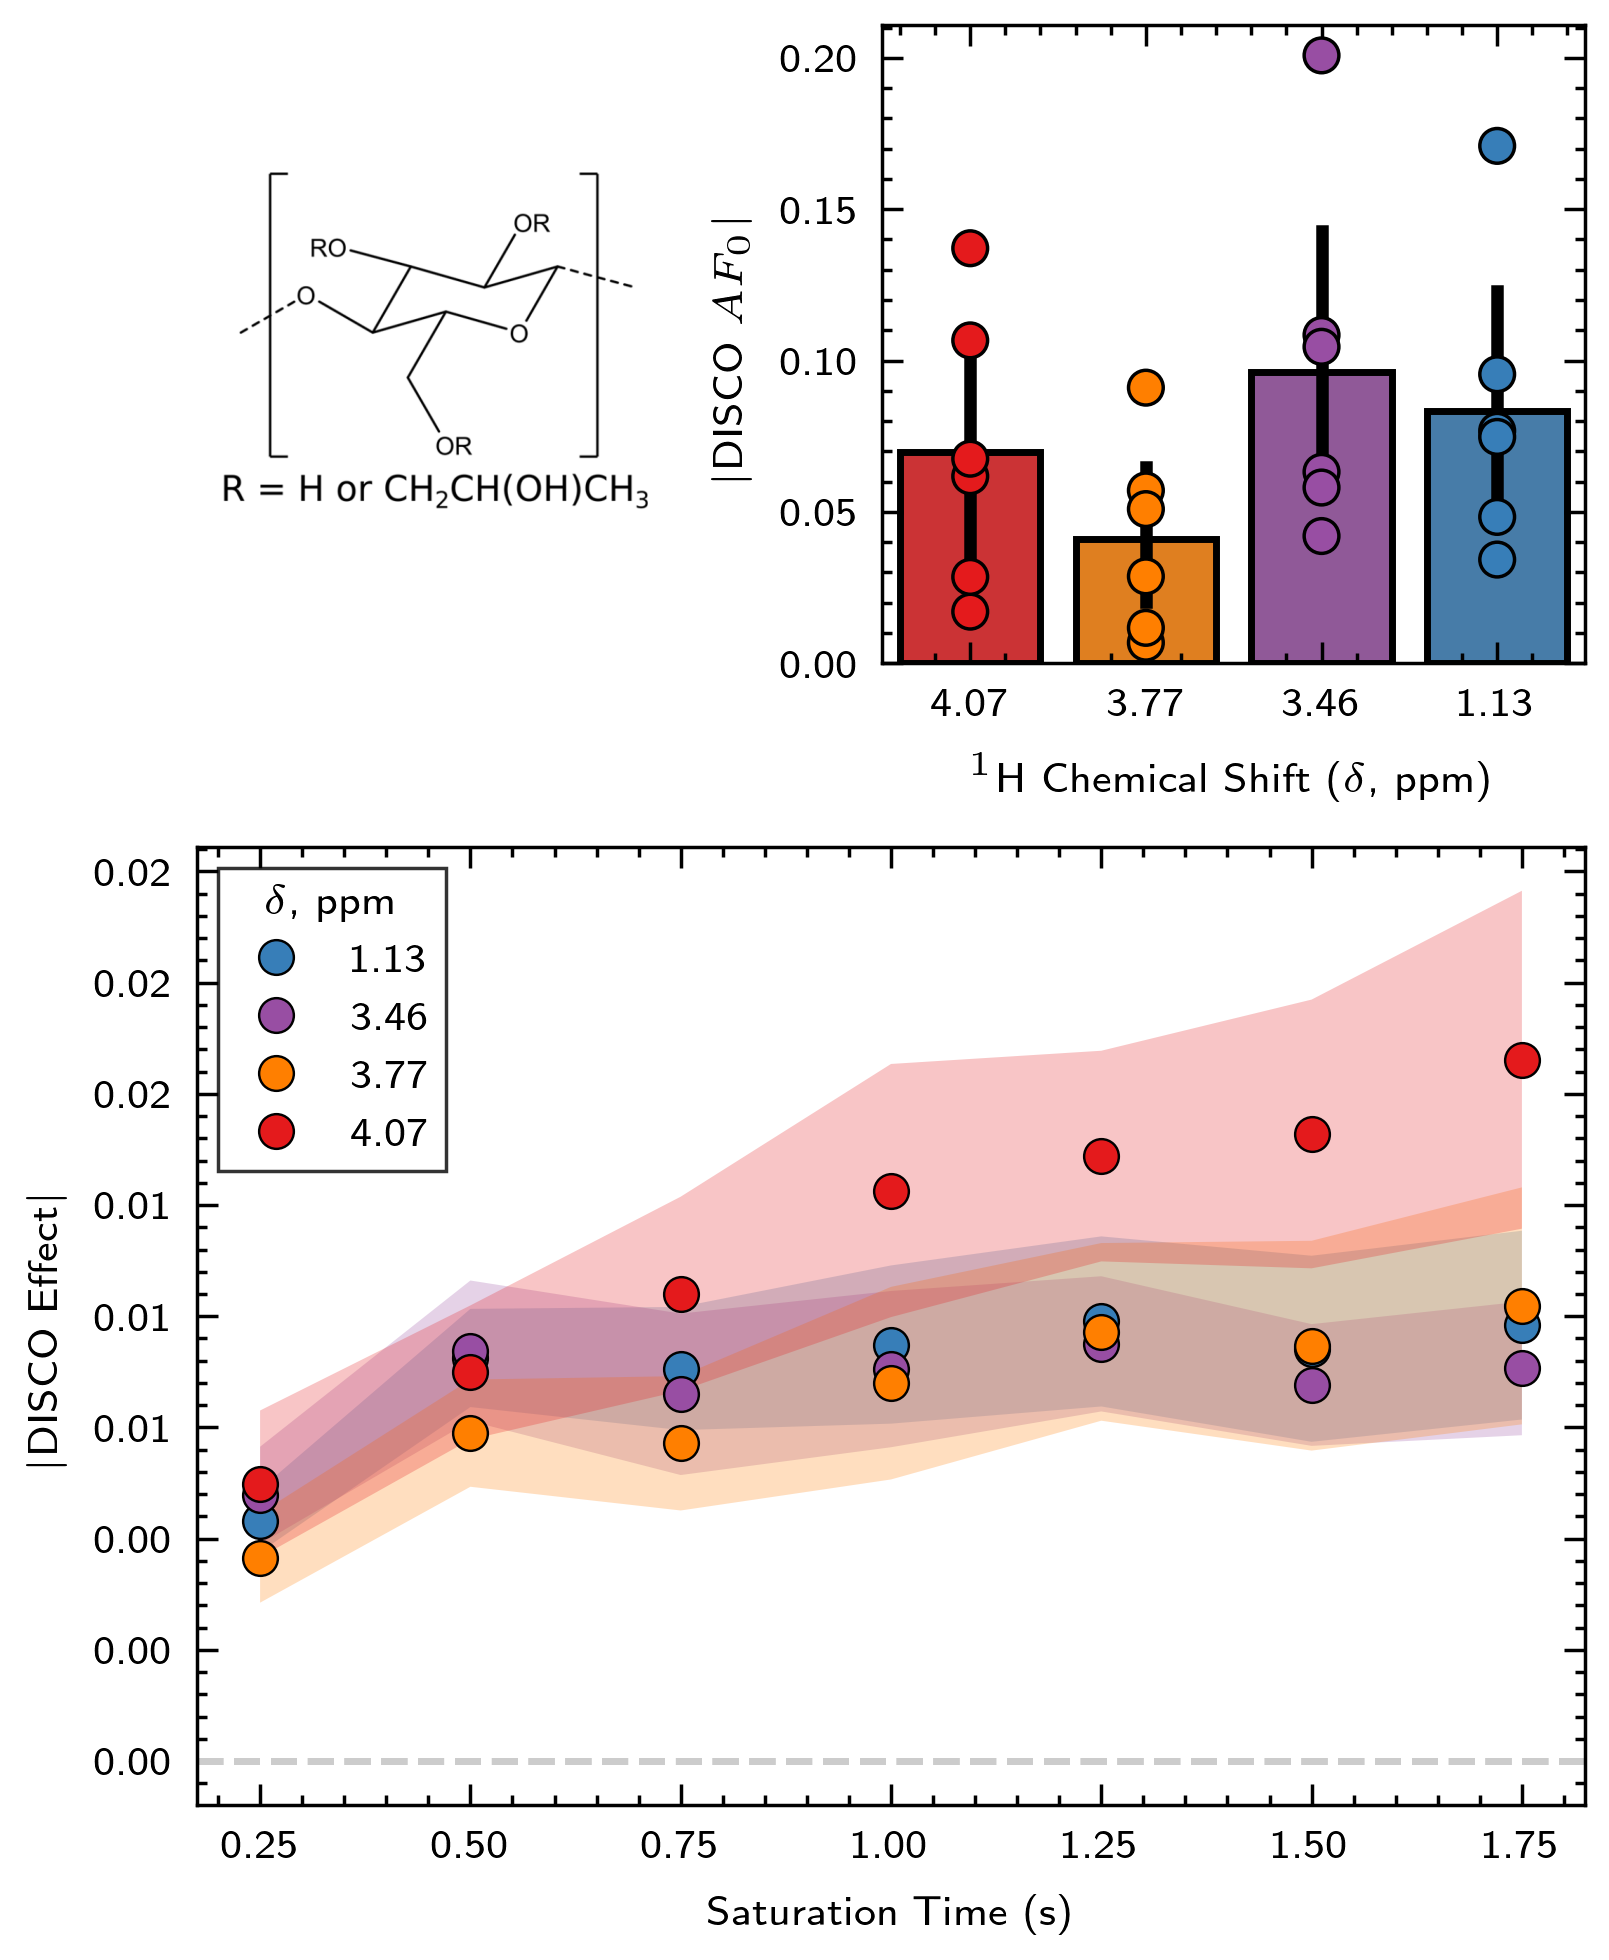 RO
OR
O
O
OR
R = H or CH₂CH(OH)CH₃
|DISCO AF₀|
0.20
0.15
0.10
0.05
0.00
4.07 3.77 3.46 1.13
¹H Chemical Shift (δ, ppm)
|DISCO Effect|
0.02
0.02
0.02
0.01
0.01
0.01
0.00
0.00
0.00
δ, ppm
1.13
3.46
3.77
4.07
0.25 0.50 0.75 1.00 1.25 1.50 1.75
Saturation Time (s)